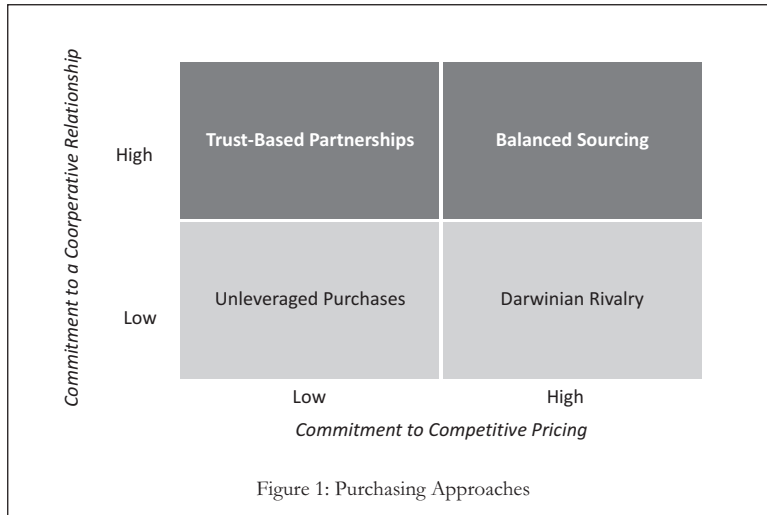 Commitment to a Coorperative Relationship
High
Trust-Based Partnerships
Balanced Sourcing
Low
Unleveraged Purchases
Darwinian Rivalry
Low
High
Commitment to Competitive Pricing
Figure 1: Purchasing Approaches